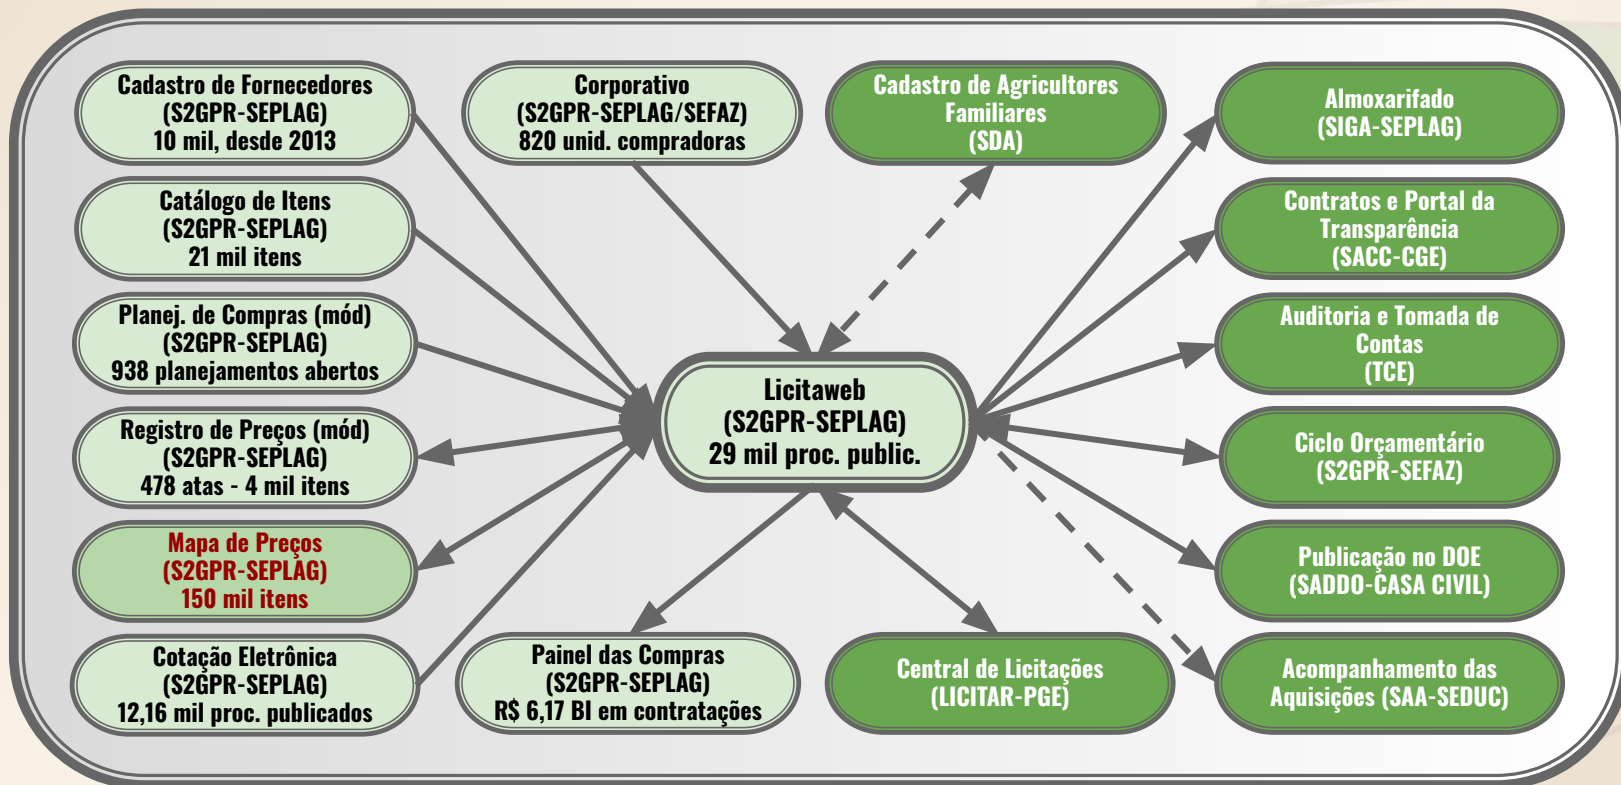 Cadastro de Fornecedores
(S2GPR-SEPLAG)
10 mil, desde 2013
Corporativo
(S2GPR-SEPLAG/SEFAZ)
820 unid. compradoras
Cadastro de Agricultores
Familiares
(SDA)
Almoxarifado
(SIGA-SEPLAG)
Catálogo de Itens
(S2GPR-SEPLAG)
21 mil itens
Contratos e Portal da
Transparência
(SACC-CGE)
Planej. de Compras (mód)
(S2GPR-SEPLAG)
938 planejamentos abertos
Auditoria e Tomada de
Contas
(TCE)
Licitaweb
(S2GPR-SEPLAG)
29 mil proc. public.
Registro de Preços (mód)
(S2GPR-SEPLAG)
478 atas - 4 mil itens
Ciclo Orçamentário
(S2GPR-SEFAZ)
Mapa de Preços
(S2GPR-SEPLAG)
150 mil itens
Publicação no DOE
(SADDO-CASA CIVIL)
Cotação Eletrônica
(S2GPR-SEPLAG)
12,16 mil proc. publicados
Painel das Compras
(S2GPR-SEPLAG)
R$ 6,17 BI em contratações
Central de Licitações
(LICITAR-PGE)
Acompanhamento das
Aquisições (SAA-SEDUC)